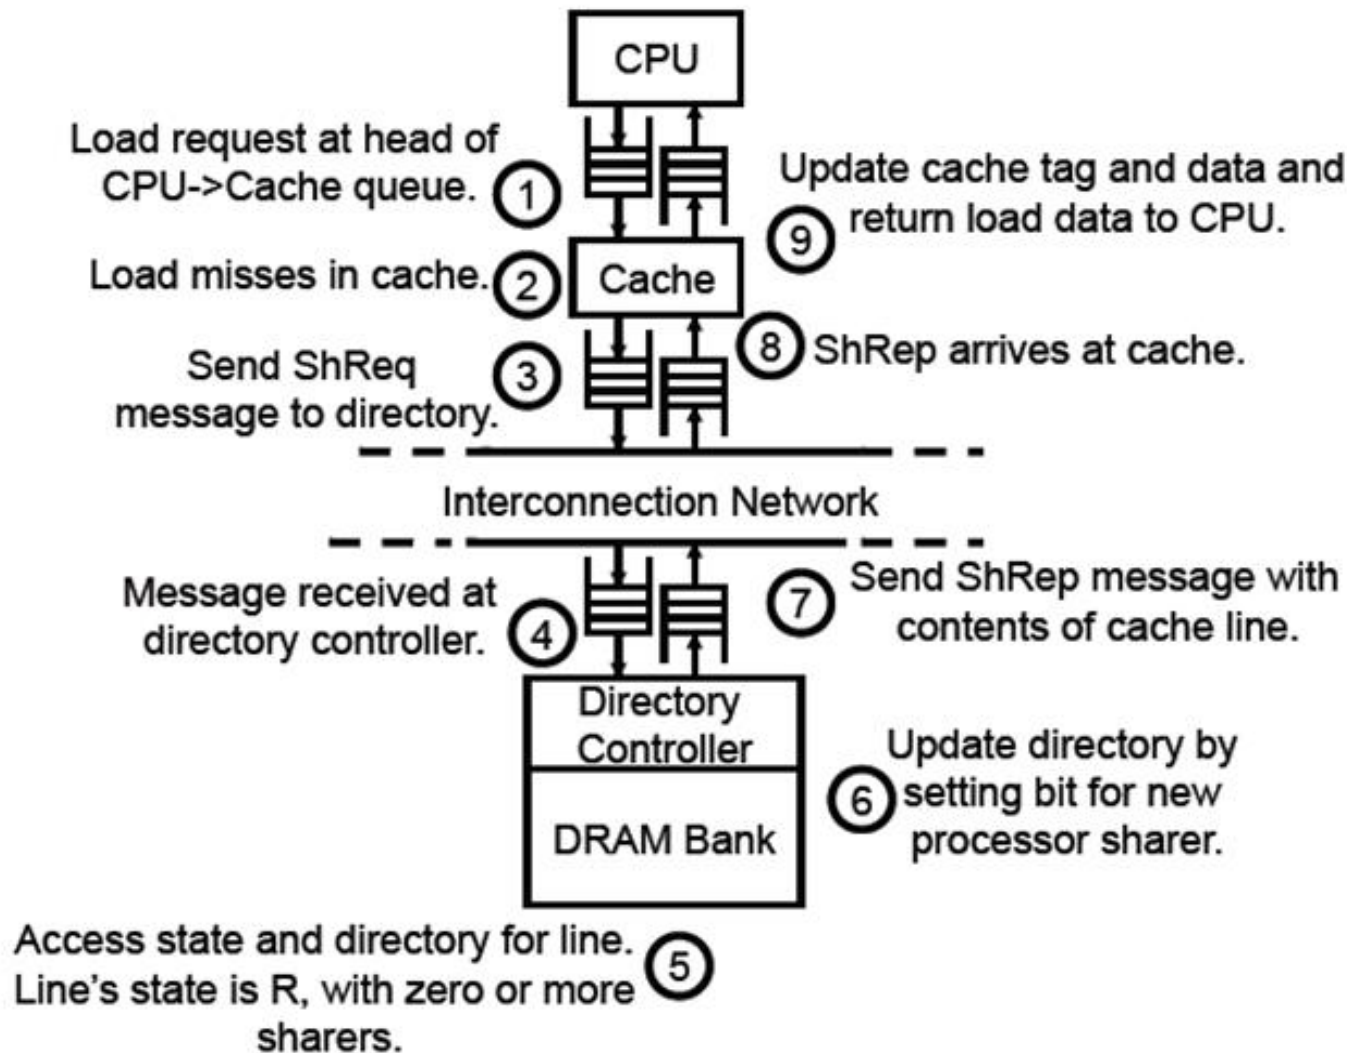 CPU
Load request at head of
CPU->Cache queue.
1
Update cache tag and data and
return load data to CPU.
9
Load misses in cache.
2
Cache
8
ShRep arrives at cache.
Send ShReq
message to directory.
3
Interconnection Network
Message received at
directory controller.
4
7
Send ShRep message with
contents of cache line.
Directory
Controller
DRAM Bank
6
Update directory by
setting bit for new
processor sharer.
Access state and directory for line.
Line's state is R, with zero or more
sharers.
5